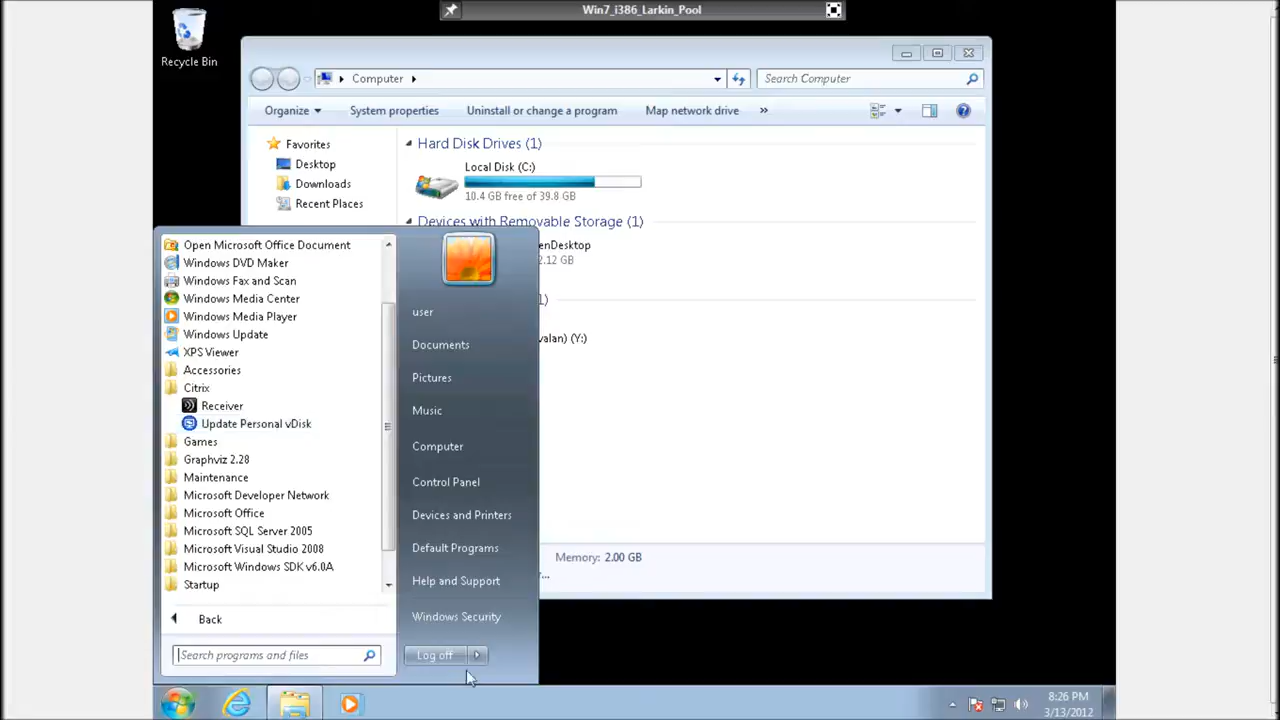 Win7_i386_Larkin_Pool
Recycle Bin
Computer
Search Computer
Organize
System properties
Uninstall or change a program
Map network drive
»
Favorites
Desktop
Downloads
Recent Places
Hard Disk Drives (1)
Local Disk (C:)
10.4 GB free of 39.8 GB
Devices with Removable Storage (1)
enDesktop
2.12 GB
1)
valan) (Y:)
Memory: 2.00 GB
...
Open Microsoft Office Document
Windows DVD Maker
Windows Fax and Scan
Windows Media Center
Windows Media Player
Windows Update
XPS Viewer
Accessories
Citrix
Receiver
Update Personal vDisk
Games
Graphviz 2.28
Maintenance
Microsoft Developer Network
Microsoft Office
Microsoft SQL Server 2005
Microsoft Visual Studio 2008
Microsoft Windows SDK v6.0A
Startup
Back
Search programs and files
user
Documents
Pictures
Music
Computer
Control Panel
Devices and Printers
Default Programs
Help and Support
Windows Security
Log off
8:26 PM
3/13/2012